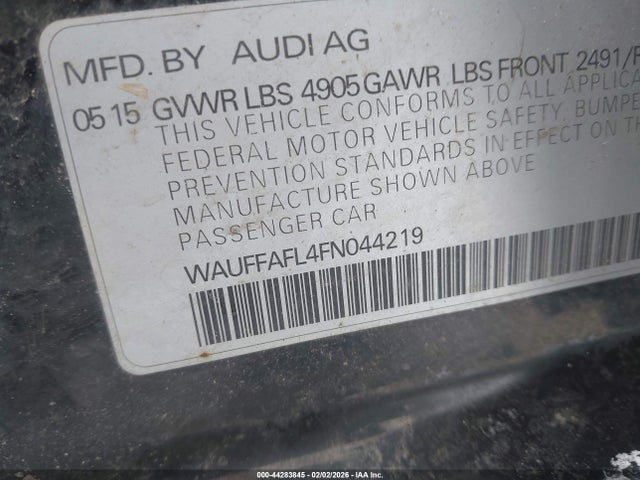 MFD. BY AUDI AG
05 15 GVWR LBS 4905 GAWR LBS FRONT 2491/
THIS VEHICLE CONFORMS TO ALL
FEDERAL MOTOR VEHICLE SAFETY,
PREVENTION STANDARDS IN EFFECT ON
MANUFACTURE SHOWN ABOVE
PASSENGER CAR
WAUFFAFL4FN044219
000-44283845 - 02/02/2026 - IAA Inc.